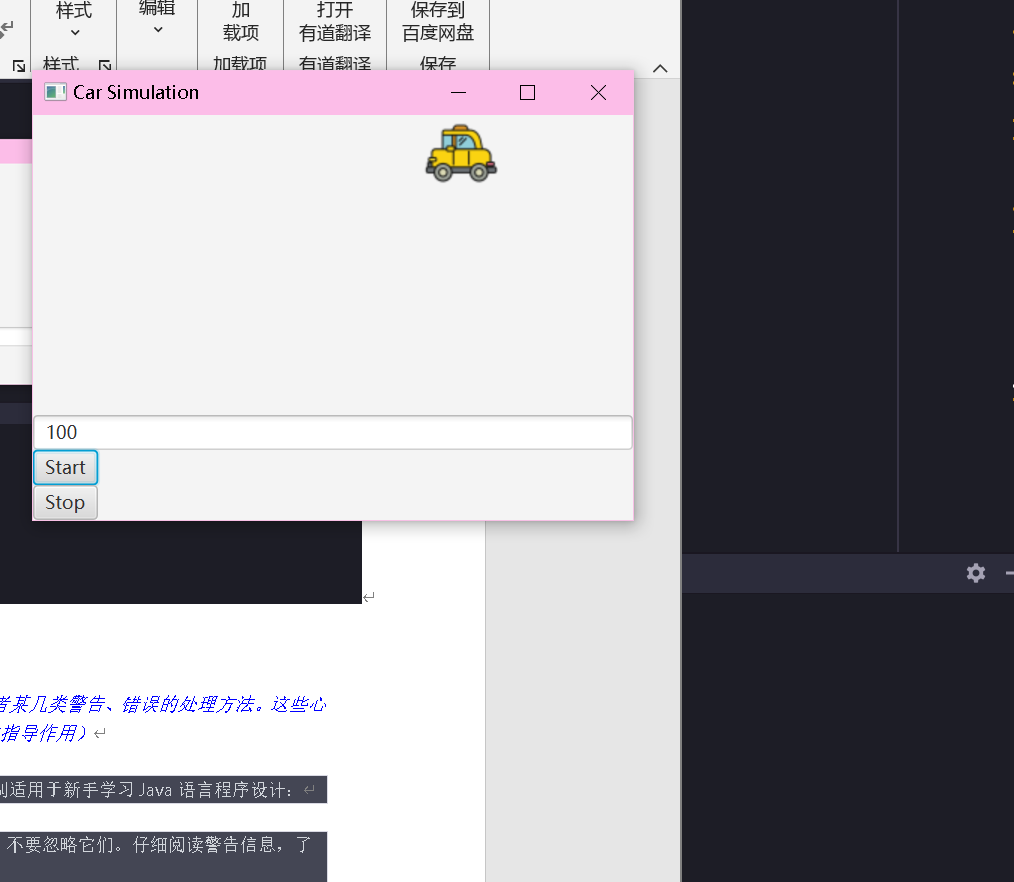 样式
编辑
加
载项
打开
有道翻译
保存到
百度网盘
样式
加载项
有道翻译
保存
Car Simulation
100
Start
Stop
者某几类警告、错误的处理方法。这些心
指导作用）
别适用于新手学习 Java 语言程序设计：
不要忽略它们。仔细阅读警告信息，了